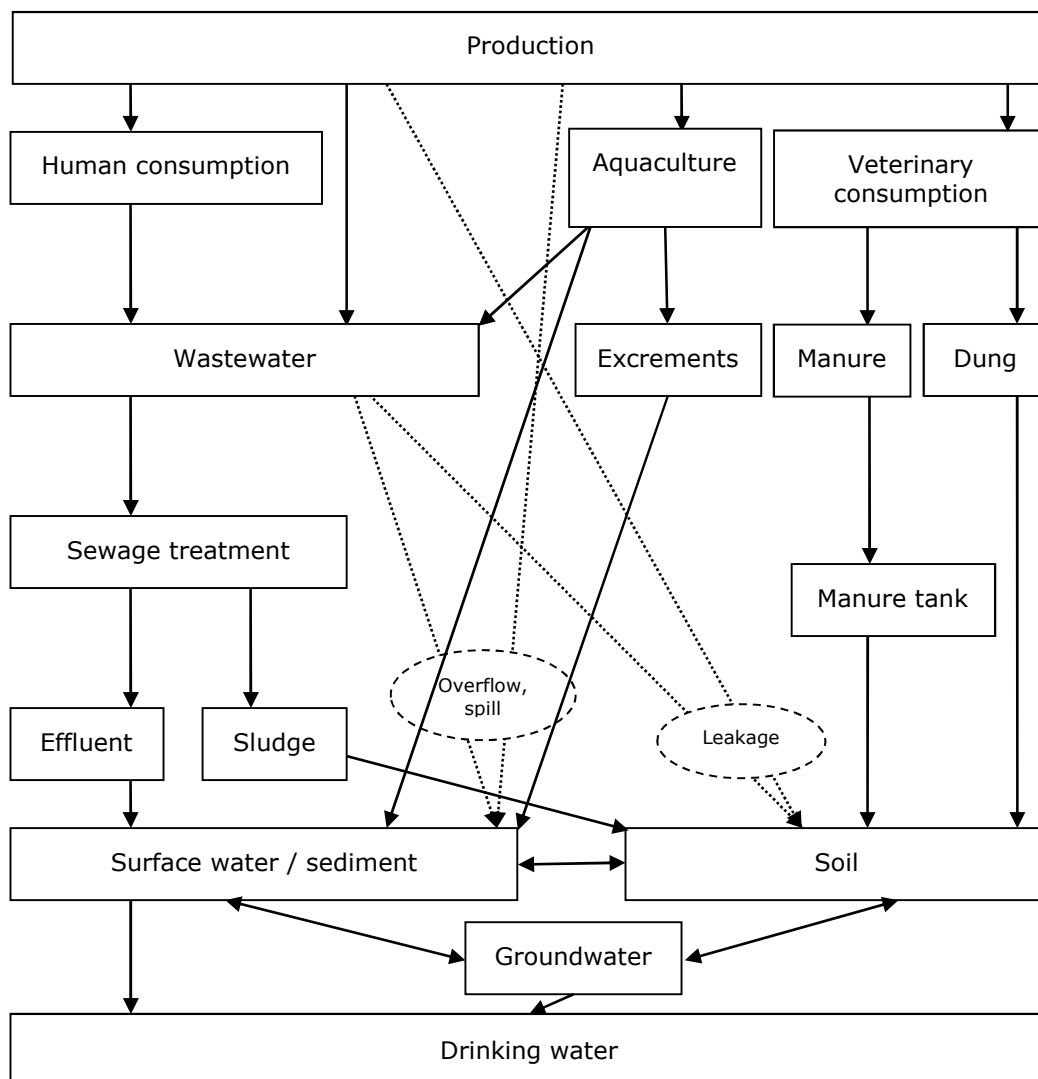 Production
Human consumption
Aquaculture
Veterinary
consumption
Wastewater
Excrements
Manure
Dung
Sewage treatment
Manure tank
Overflow,
spill
Effluent
Sludge
Leakage
Surface water / sediment
Soil
Groundwater
Drinking water